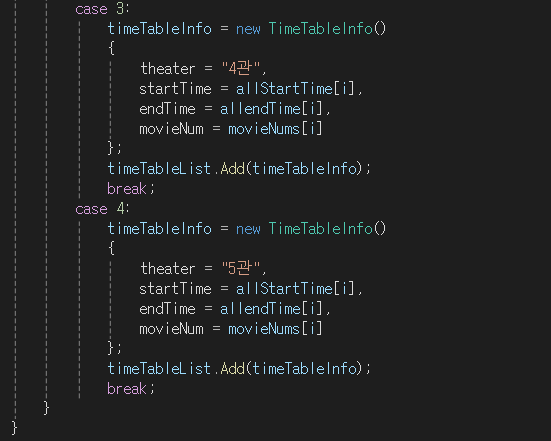 case 3:
timeTableInfo = new TimeTableInfo()
{
theater = "4관",
startTime = allStartTime[i],
endTime = allendTime[i],
movieNum = movieNums[i]
};
timeTableList.Add(timeTableInfo);
break;
case 4:
timeTableInfo = new TimeTableInfo()
{
theater = "5관",
startTime = allStartTime[i],
endTime = allendTime[i],
movieNum = movieNums[i]
};
timeTableList.Add(timeTableInfo);
break;
}
}